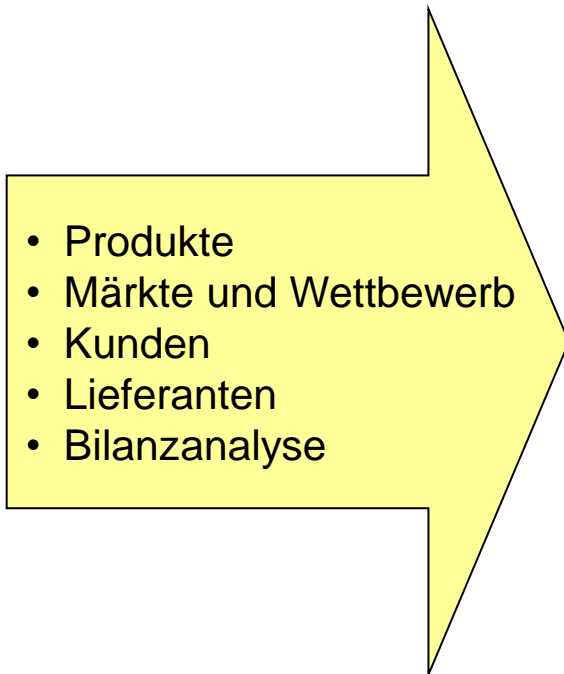 • Produkte
• Märkte und Wettbewerb
• Kunden
• Lieferanten
• Bilanzanalyse